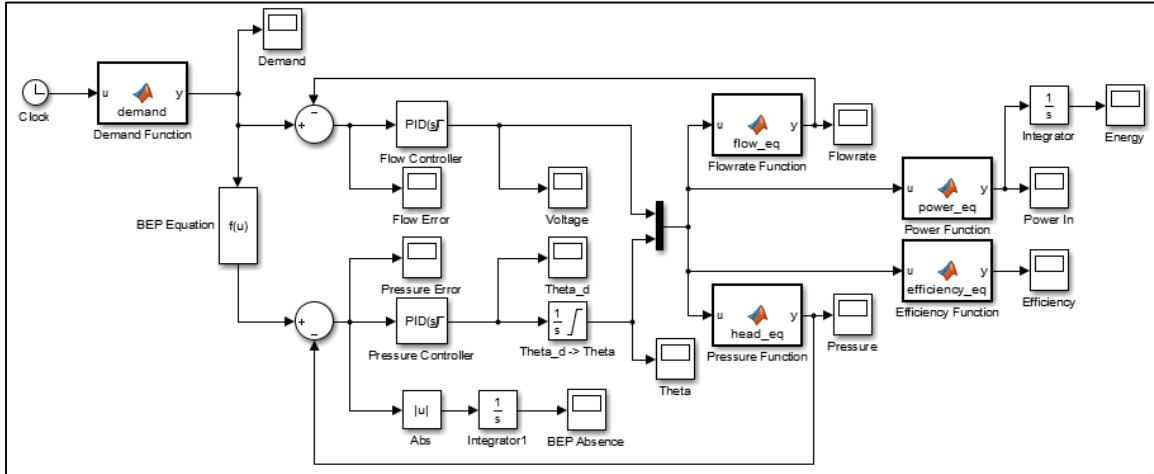 Demand
Clock
u
demand
y
Demand Function
+
−
PID(s)
Flow Controller
Flow Error
Voltage
u
flow_eq
y
Flowrate Function
Flowrate
1
s
Integrator
Energy
u
power_eq
y
Power Function
Power In
BEP Equation
f(u)
Pressure Error
Theta_d
u
efficiency_eq
y
Efficiency Function
Efficiency
+
−
PID(s)
Pressure Controller
1
s
Theta_d -> Theta
Theta
u
head_eq
y
Pressure Function
Pressure
|u|
Abs
1
s
Integrator1
BEP Absence